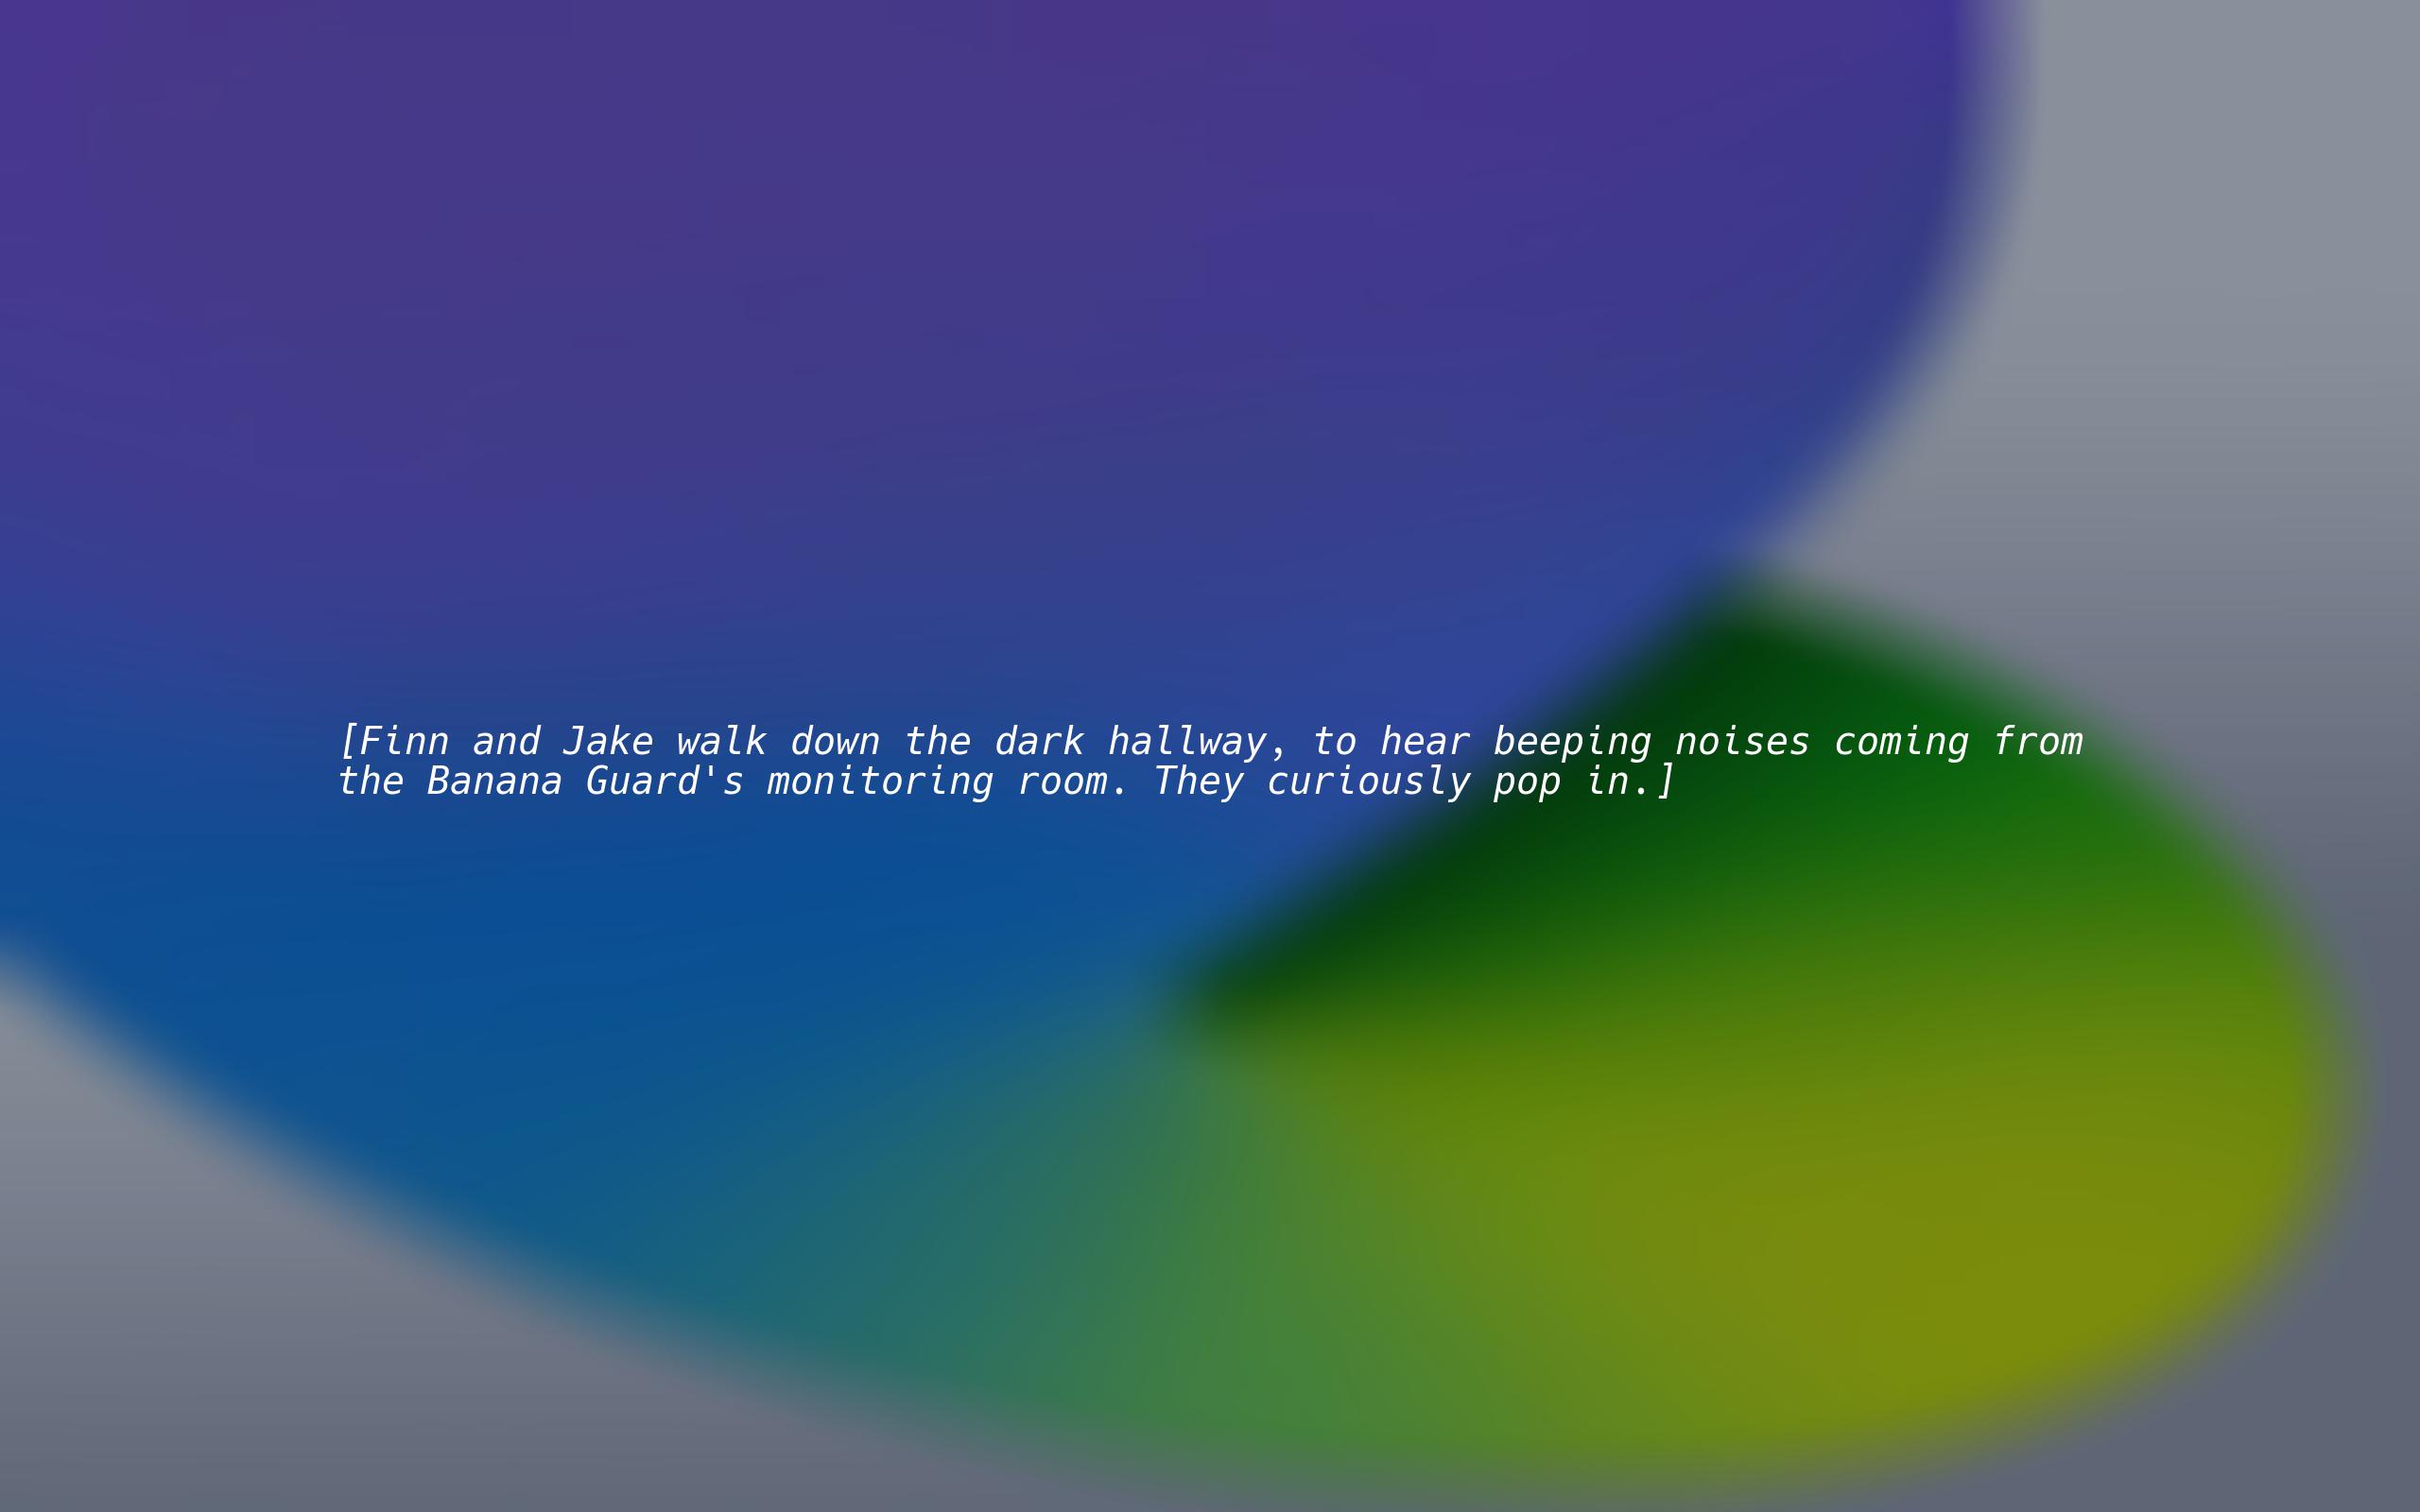 [Finn and Jake walk down the dark hallway, to hear beeping noises coming from
the Banana Guard's monitoring room. They curiously pop in.]